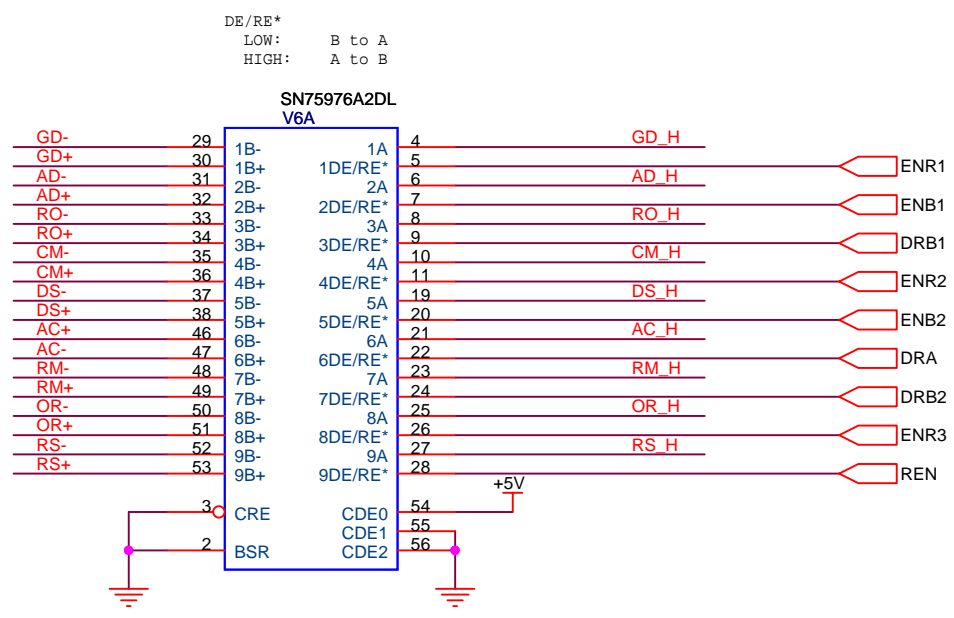 DE/RE*
LOW: B to A
HIGH: A to B
SN75976A2DL
V6A
GD- 29 1B- 1A 4 GD_H
GD+ 30 1B+ 1DE/RE* 5 ENR1
AD- 31 2B- 2A 6 AD_H
AD+ 32 2B+ 2DE/RE* 7 ENB1
RO- 33 3B- 3A 8 RO_H
RO+ 34 3B+ 3DE/RE* 9 DRB1
CM- 35 4B- 4A 10 CM_H
CM+ 36 4B+ 4DE/RE* 11 ENR2
DS- 37 5B- 5A 19 DS_H
DS+ 38 5B+ 5DE/RE* 20 ENB2
AC+ 46 6B- 6A 21 AC_H
AC- 47 6B+ 6DE/RE* 22 DRA
RM- 48 7B- 7A 23 RM_H
RM+ 49 7B+ 7DE/RE* 24 DRB2
OR- 50 8B- 8A 25 OR_H
OR+ 51 8B+ 8DE/RE* 26 ENR3
RS- 52 9B- 9A 27 RS_H
RS+ 53 9B+ 9DE/RE* 28 REN
+5V
3 CRE CDE0 54
CDE1 55
2 BSR CDE2 56